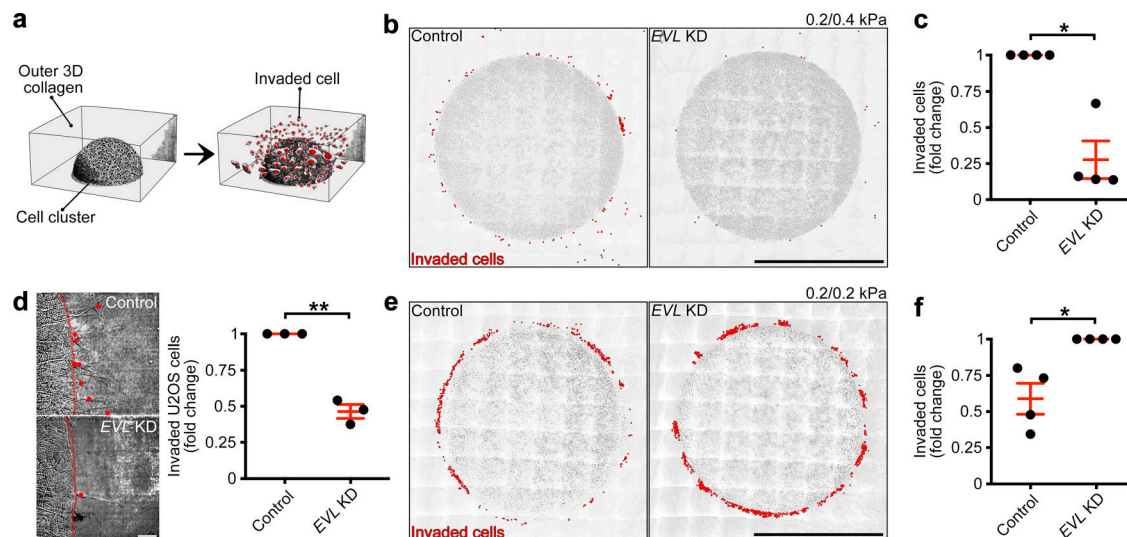 a
Outer 3D
collagen
Invaded cell
Cell cluster
b
0.2/0.4 kPa
Control
EVL KD
Invaded cells
c
*
Invaded cells
(fold change)
1
0.75
0.5
0.25
0
Control
EVL KD
d
Control
EVL KD
**
Invaded U2OS cells
(fold change)
1
0.75
0.5
0.25
0
Control
EVL KD
e
0.2/0.2 kPa
Control
EVL KD
Invaded cells
f
*
Invaded cells
(fold change)
1
0.75
0.5
0.25
0
Control
EVL KD